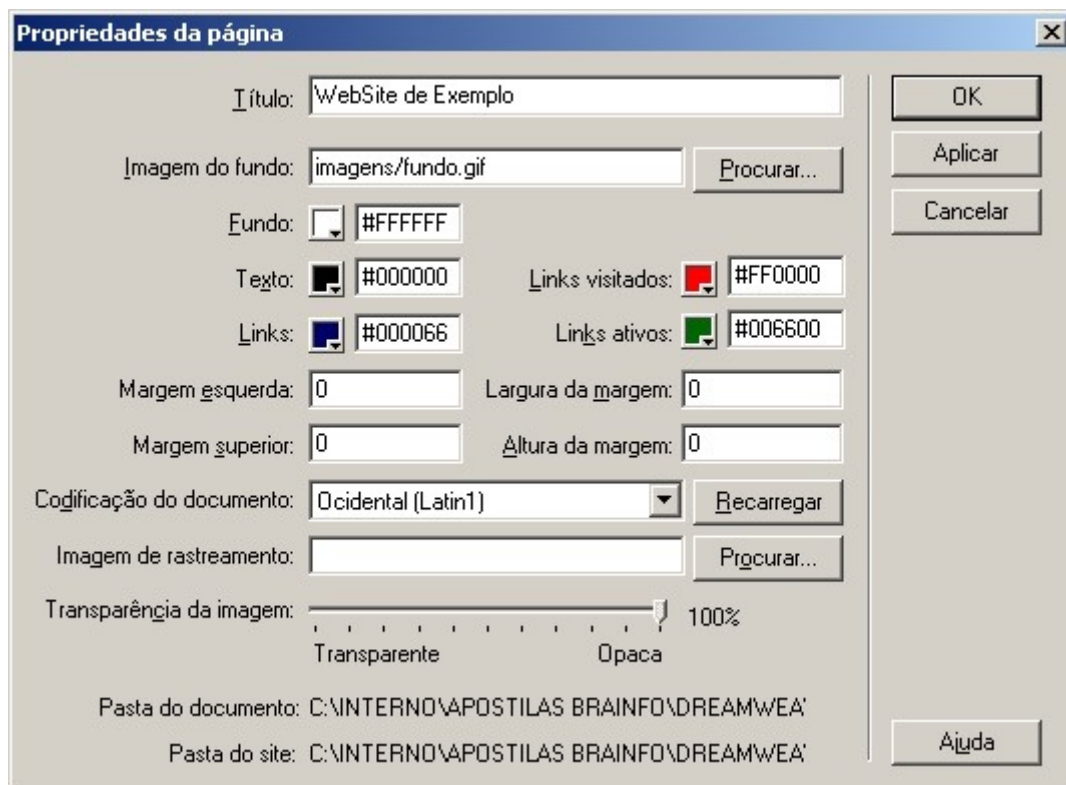 Propriedades da página
Título: WebSite de Exemplo
OK
Imagem do fundo: imagens/fundo.gif Procurar...
Aplicar
Fundo: #FFFFFF
Cancelar
Texto: #000000 Links visitados: #FF0000
Links: #000066 Links ativos: #006600
Margem esquerda: 0 Largura da margem: 0
Margem superior: 0 Altura da margem: 0
Codificação do documento: Ocidental (Latin1) Recarregar
Imagem de rastreamento: Procurar...
Transparência da imagem: 100%
Transparente Opaca
Pasta do documento: C:\INTERNO\APOSTILAS BRAINFO\DREAMWEA
Pasta do site: C:\INTERNO\APOSTILAS BRAINFO\DREAMWEA
Ajuda